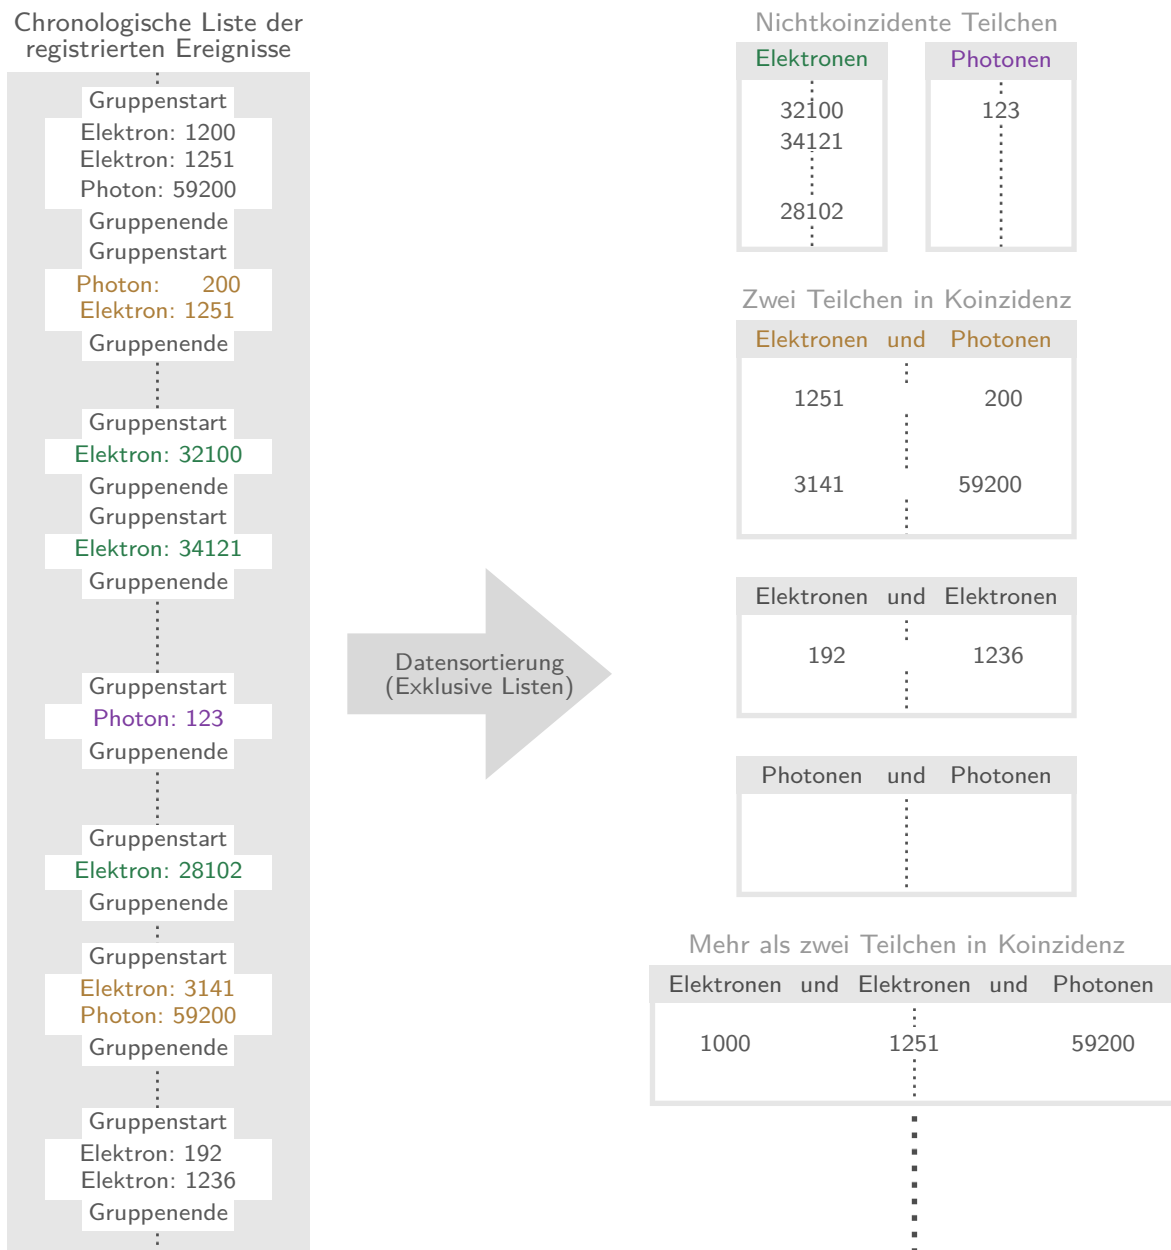 Chronologische Liste der
registrierten Ereignisse
Gruppenstart
Elektron: 1200
Elektron: 1251
Photon: 59200
Gruppenende
Gruppenstart
Photon: 200
Elektron: 1251
Gruppenende
Gruppenstart
Elektron: 32100
Gruppenende
Gruppenstart
Elektron: 34121
Gruppenende
Gruppenstart
Photon: 123
Gruppenende
Gruppenstart
Elektron: 28102
Gruppenende
Gruppenstart
Elektron: 3141
Photon: 59200
Gruppenende
Gruppenstart
Elektron: 192
Elektron: 1236
Gruppenende
Datensortierung
(Exklusive Listen)
Nichtkoinzidente Teilchen
Elektronen Photonen
32100 123
34121
28102
Zwei Teilchen in Koinzidenz
Elektronen und Photonen
1251 200
3141 59200
Elektronen und Elektronen
192 1236
Photonen und Photonen
Mehr als zwei Teilchen in Koinzidenz
Elektronen und Elektronen und Photonen
1000 1251 59200